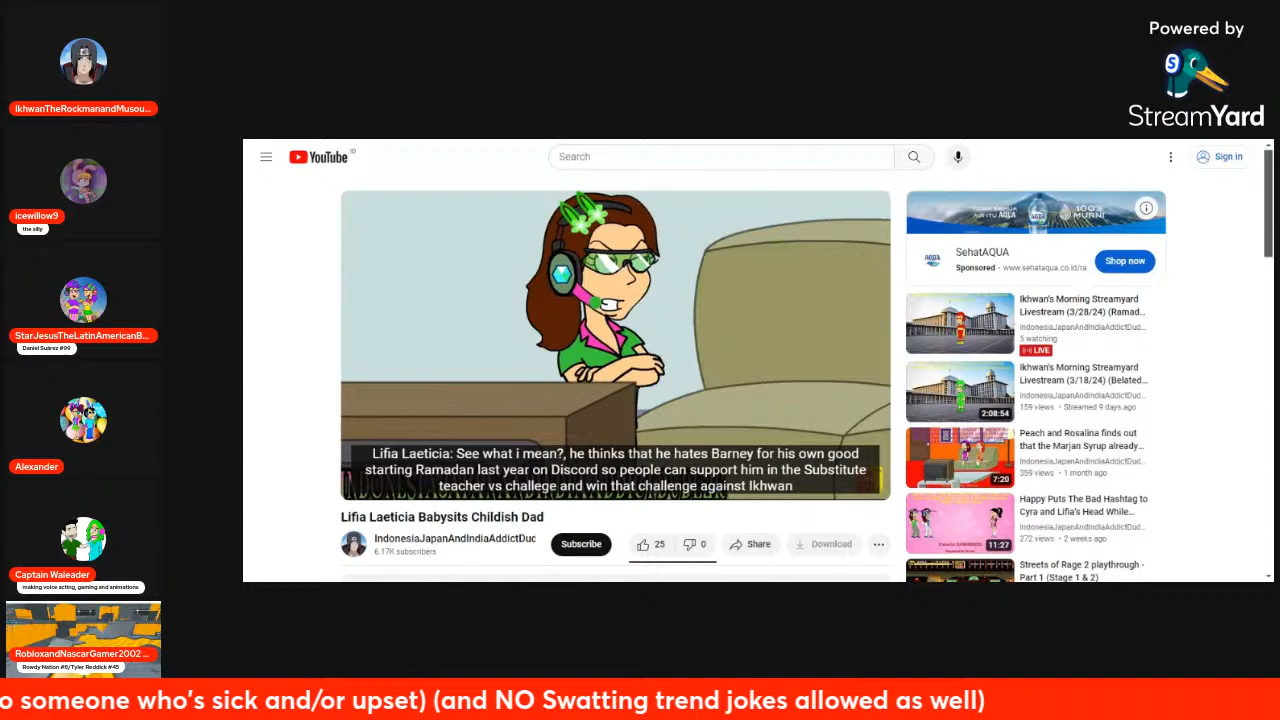 IkhwanTheRockmanandMusou...
icewillow9
the silly
StarJesusTheLatinAmericanB...
Daniel Suárez #99
Alexander
Captain Waleader
making voice acting, gaming and animations
RobloxandNascarGamer2002 ...
Rowdy Nation #6/Tyler Reddick #45
Powered by
StreamYard
YouTube
ID
Search
Sign in
Lifia Laeticia: See what i mean?, he thinks that he hates Barney for his own good
starting Ramadan last year on Discord so people can support him in the Substitute
teacher vs challege and win that challenge against Ikhwan
Lifia Laeticia Babysits Childish Dad
IndonesiaJapanAndIndiaAddictDuc
6.17K subscribers
Subscribe
25
0
Share
Download
100%
MURNI
SehatAQUA
Sponsored · www.sehataqua.co.id/ra
Shop now
Ikhwan's Morning Streamyard
Livestream (3/28/24) (Ramad...
IndonesiaJapanAndIndiaAddictDud...
5 watching
LIVE
Ikhwan's Morning Streamyard
Livestream (3/18/24) (Belated...
IndonesiaJapanAndIndiaAddictDud...
159 views · Streamed 9 days ago
2:08:54
Peach and Rosalina finds out
that the Marjan Syrup already...
IndonesiaJapanAndIndiaAddictDud...
359 views · 1 month ago
7:20
Happy Puts The Bad Hashtag to
Cyra and Lifia's Head While...
IndonesiaJapanAndIndiaAddictDud...
272 views · 2 weeks ago
11:27
Streets of Rage 2 playthrough -
Part 1 (Stage 1 & 2)
o someone who's sick and/or upset) (and NO Swatting trend jokes allowed as well)